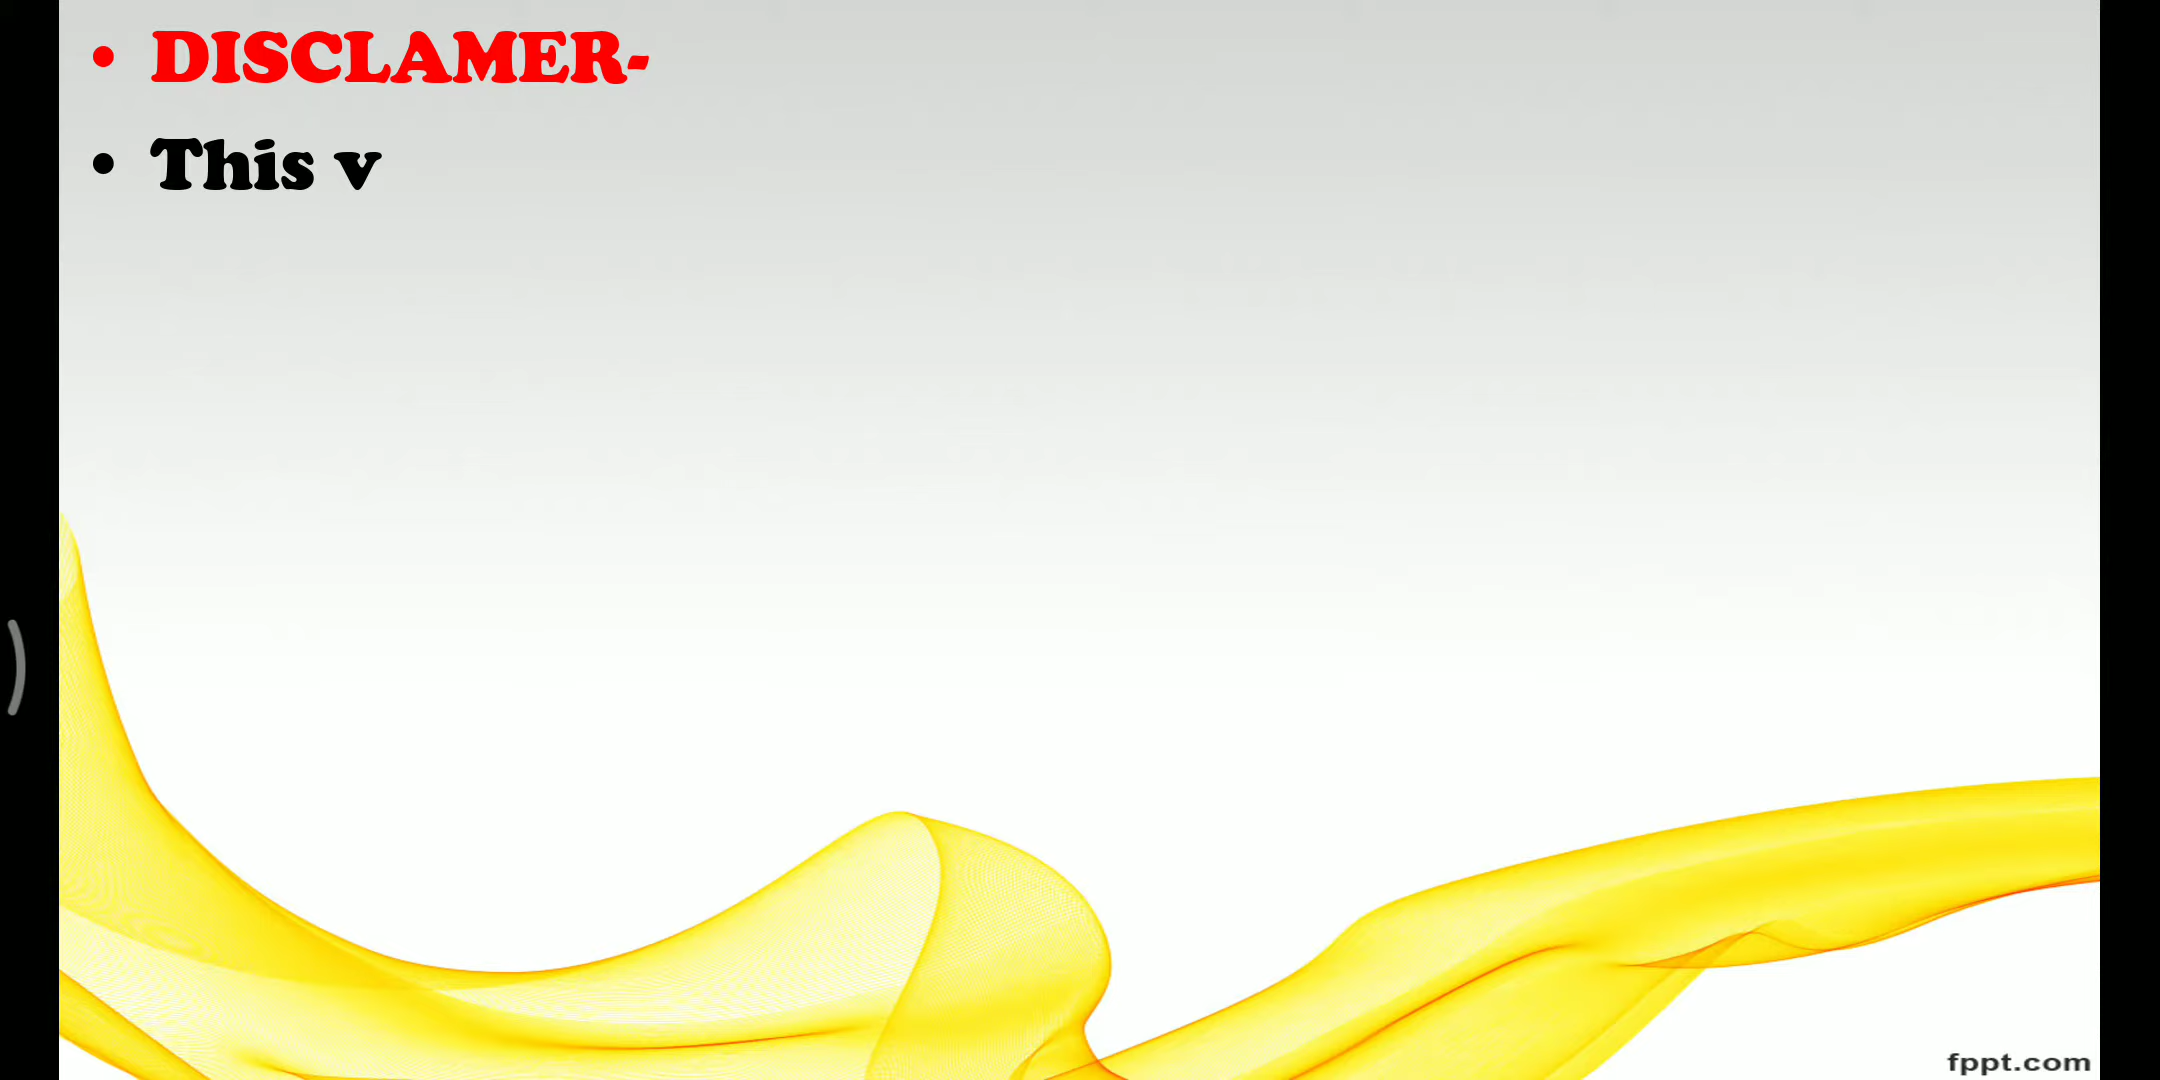 • DISCLAMER-
• This v
fppt.com